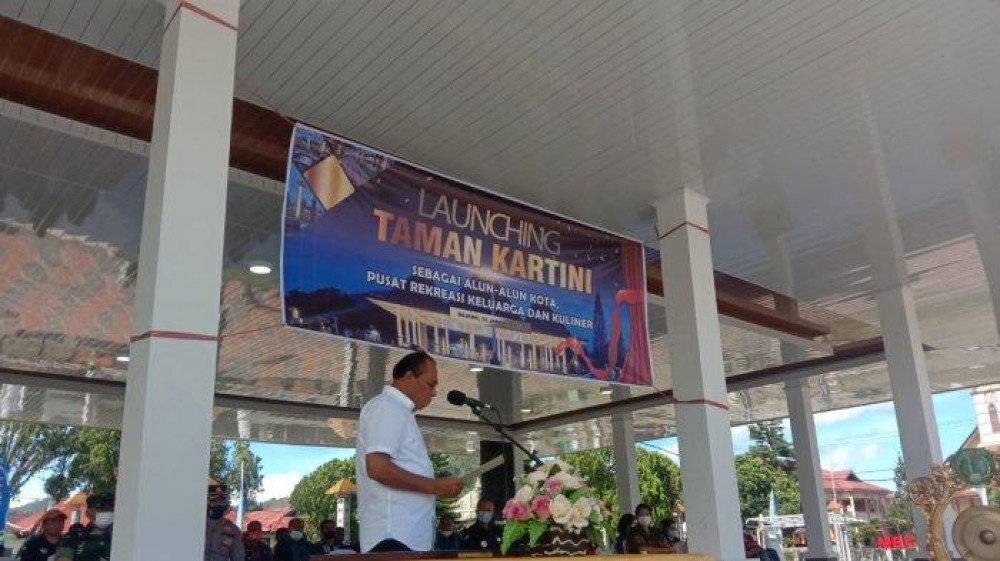 LAUNCHING
TAMAN KARTINI
SEBAGAI ALUN-ALUN KOTA,
PUSAT REKREASI KELUARGA DAN KULINER